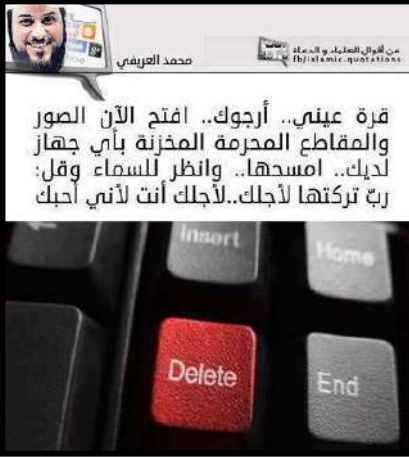 من أقوال العلماء و الدعاة
fb/islamic.quotations
محمد العريفي
قرة عيني.. أرجوك.. افتح الآن الصور
والمقاطع المحرمة المخزنة بأي جهاز
لديك.. امسحها.. وانظر للسماء وقل:
ربّ تركتها لأجلك..لأجلك أنت لأني أحبك
Insert
Home
Delete
End